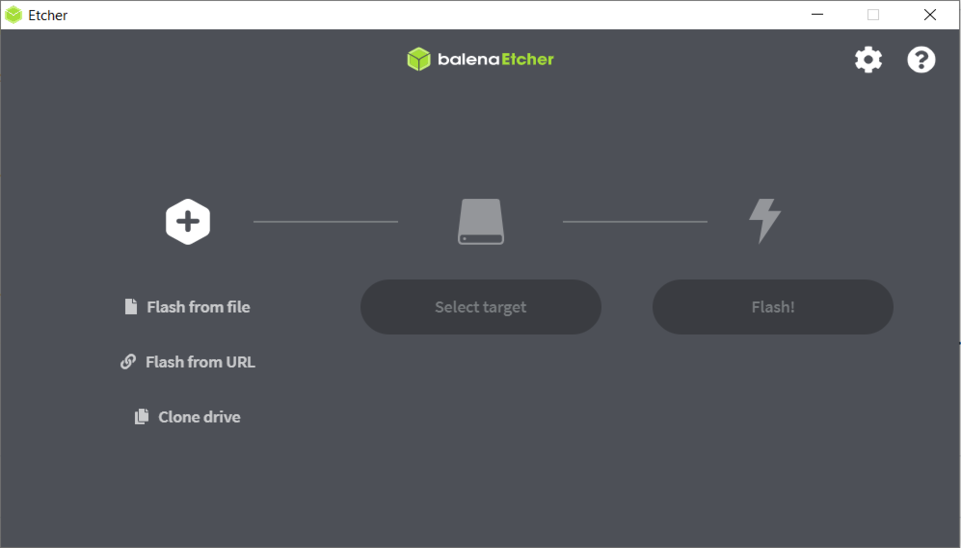 Etcher
balenaEtcher
Flash from file
Select target
Flash!
Flash from URL
Clone drive